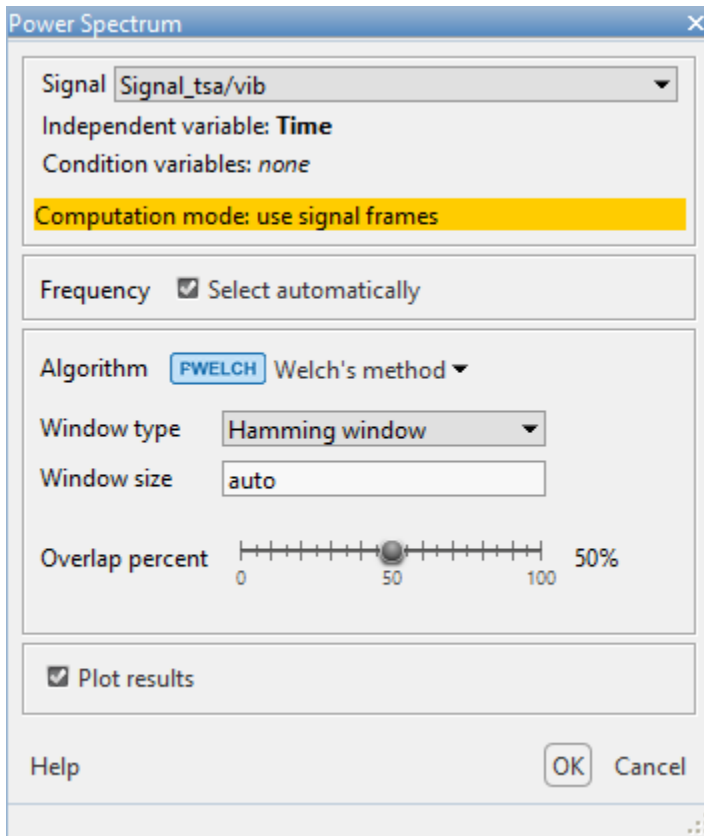 Power Spectrum
Signal Signal_tsa/vib
Independent variable: Time
Condition variables: none
Computation mode: use signal frames
Frequency Select automatically
Algorithm PWELCH Welch's method
Window type Hamming window
Window size auto
Overlap percent 50%
0 50 100
Plot results
Help OK Cancel